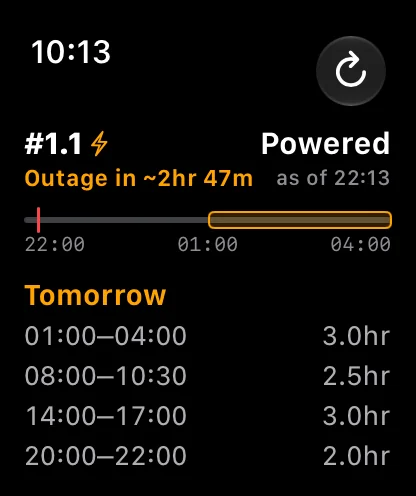 10:13
#1.1 Powered
Outage in ~2hr 47m as of 22:13
22:00 01:00 04:00
Tomorrow
01:00–04:00 3.0hr
08:00–10:30 2.5hr
14:00–17:00 3.0hr
20:00–22:00 2.0hr